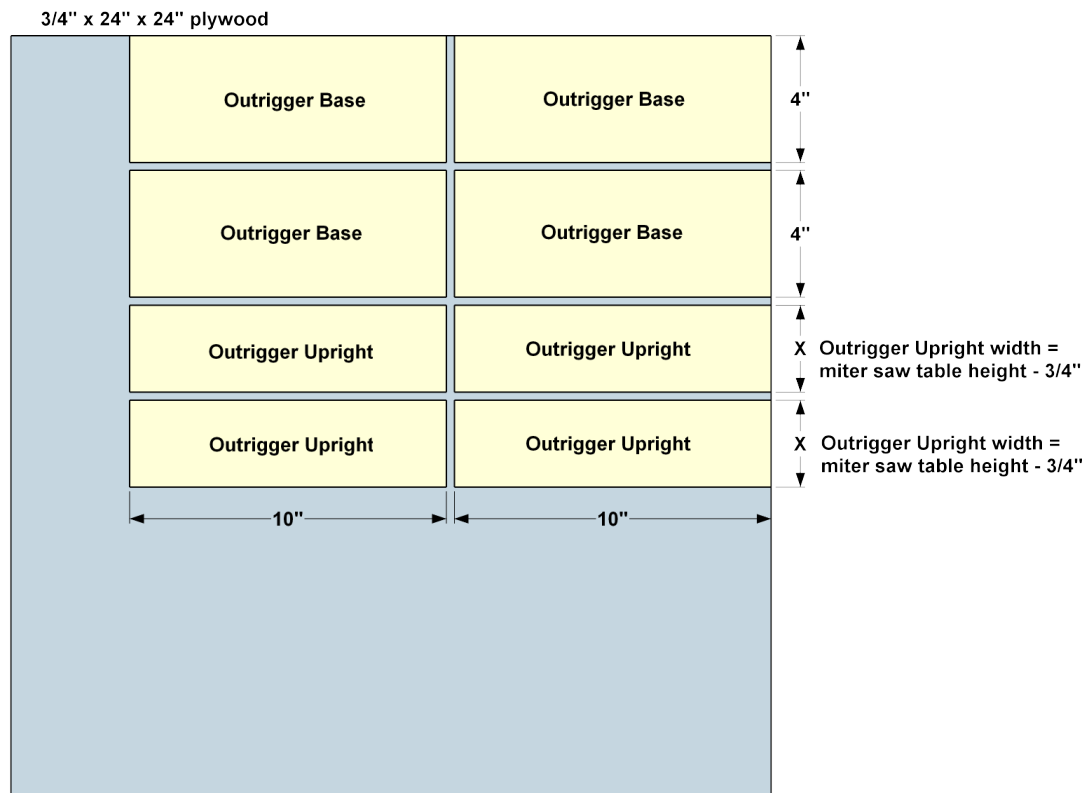 3/4" x 24" x 24" plywood
Outrigger Base
Outrigger Base
4"
Outrigger Base
Outrigger Base
4"
Outrigger Upright
Outrigger Upright
X Outrigger Upright width =
miter saw table height - 3/4"
Outrigger Upright
Outrigger Upright
X Outrigger Upright width =
miter saw table height - 3/4"
10"
10"